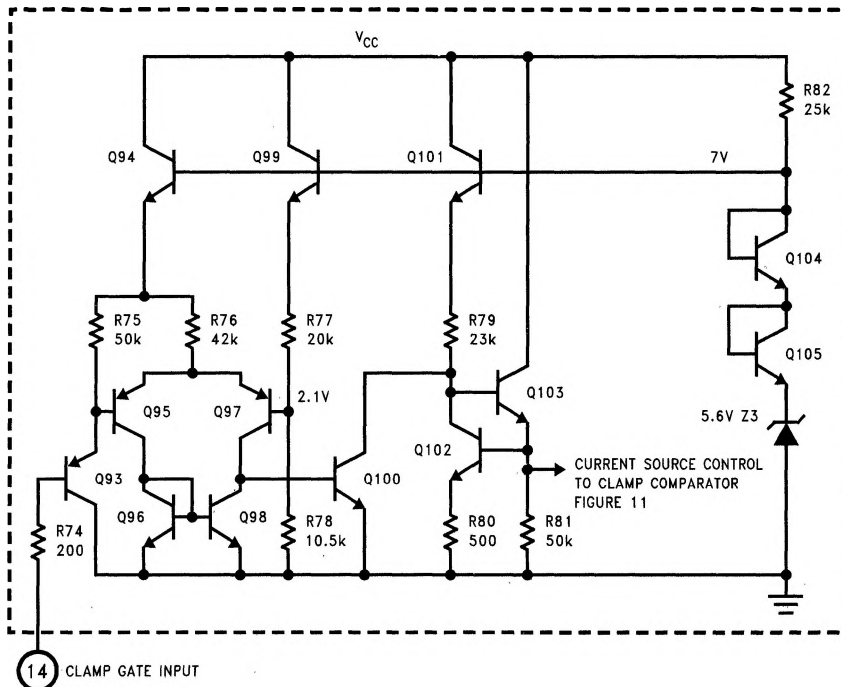 VCC
R82
25k
Q94
Q99
Q101
7V
Q104
R75
50k
R76
42k
R77
20k
R79
23k
Q105
Q95
Q97
2.1V
Q103
5.6V Z3
Q102
Q93
Q100
CURRENT SOURCE CONTROL
TO CLAMP COMPARATOR
FIGURE 11
Q96
Q98
R74
200
R78
10.5k
R80
500
R81
50k
14 CLAMP GATE INPUT